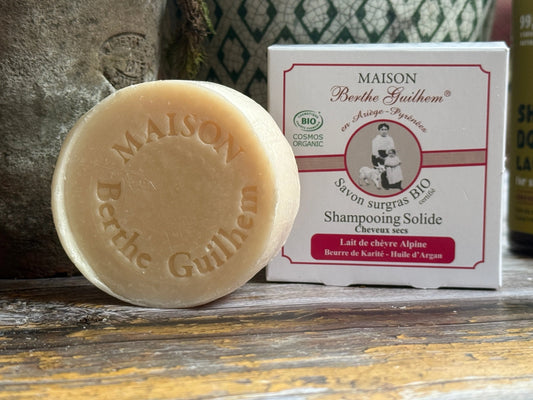 MAISON
Berthe Guilhem
MAISON
Berthe Guilhem®
en Ariège-Pyrénées
BIO
COSMOS
ORGANIC
Savon surgras BIO certifié
Shampooing Solide
Cheveux secs
Lait de chèvre Alpine
Beurre de Karité - Huile d'Argan